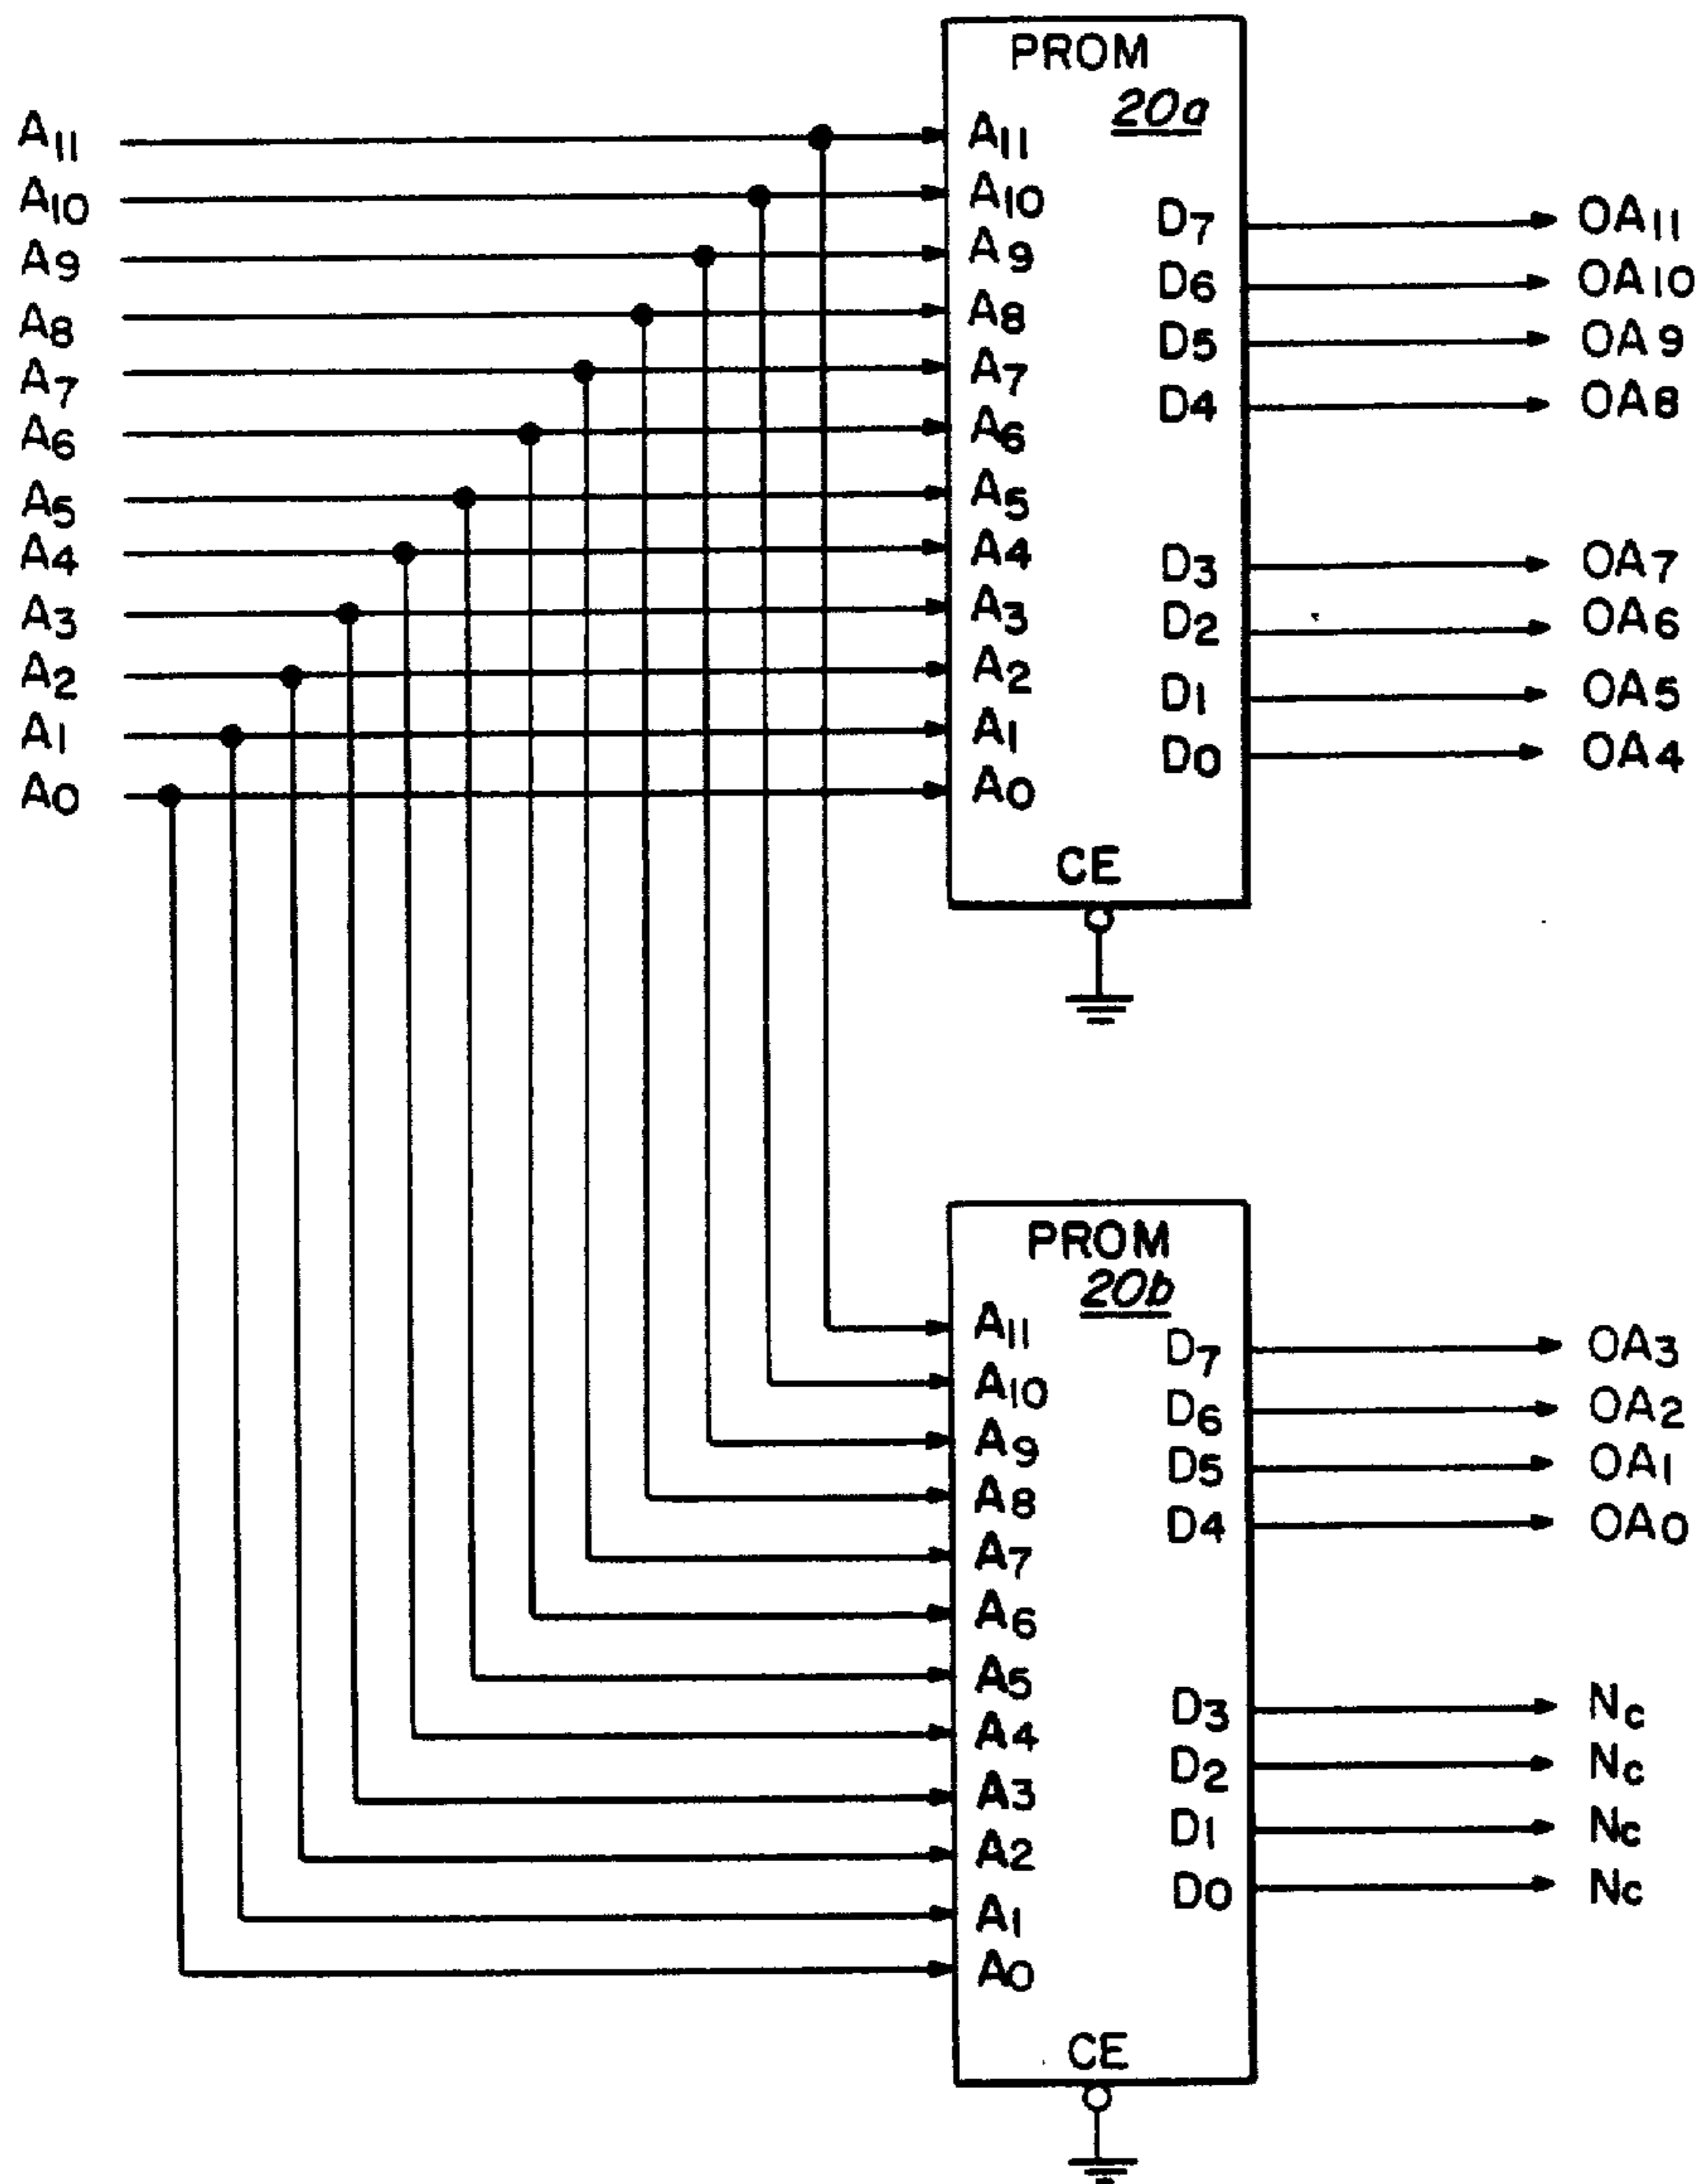 PROM
20a
A11
A10
A9
A8
A7
A6
A5
A4
A3
A2
A1
A0
A11
A10
A9
A8
A7
A6
A5
A4
A3
A2
A1
A0
D7
D6
D5
D4
D3
D2
D1
D0
OA11
OA10
OA9
OA8
OA7
OA6
OA5
OA4
CE
PROM
20b
A11
A10
A9
A8
A7
A6
A5
A4
A3
A2
A1
A0
D7
D6
D5
D4
D3
D2
D1
D0
OA3
OA2
OA1
OA0
Nc
Nc
Nc
Nc
CE